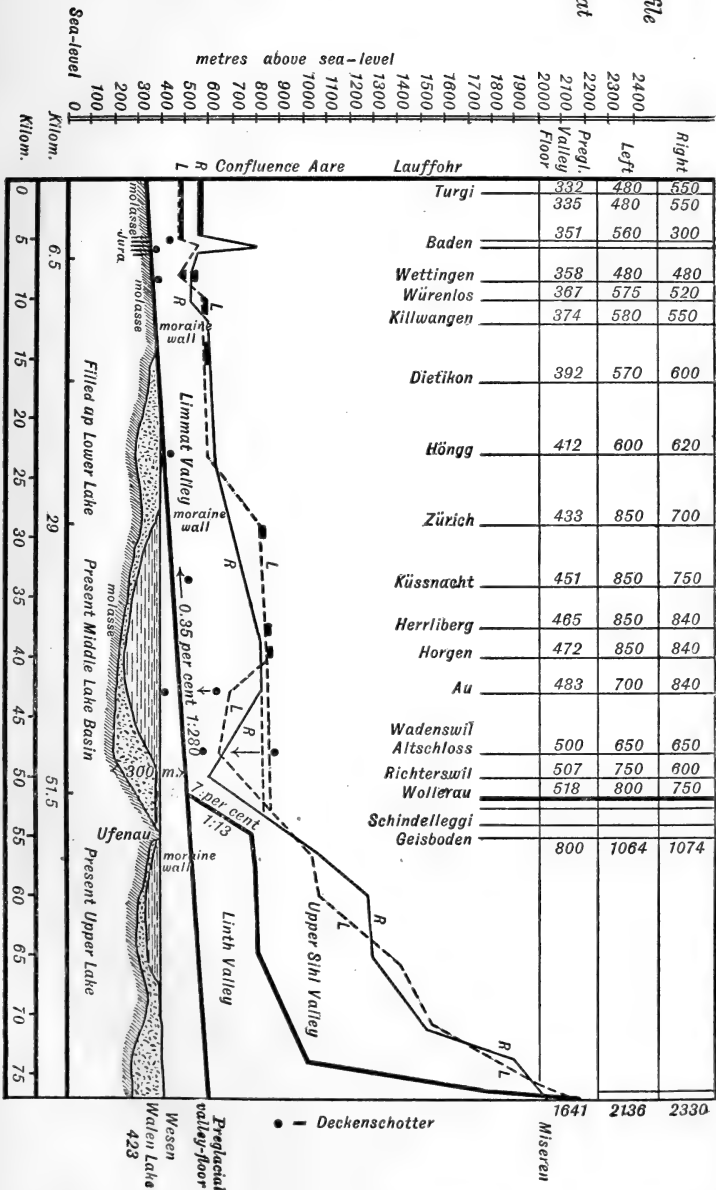 file
at
Sea-level
metres above sea-level
0 100 200 300 400 500 600 700 800 900 1000 1100 1200 1300 1400 1500 1600 1700 1800 1900 2000 2100 2200 2300 2400
Pregl. Valley Floor
Left
Right
R Confluence Aare
L
Lauffohr
Turgi 332 480 550
335 480 550
Baden 351 560 300
Wettingen 358 480 480
Würenlos 367 575 520
Killwangen 374 580 550
Dietikon 392 570 600
Höngg 412 600 620
Zürich 433 850 700
Küssnacht 451 850 750
Herrliberg 465 850 840
Horgen 472 850 840
Au 483 700 840
Wadenswil
Altschloss 500 650 650
Richterswil 507 750 600
Wollerau 518 800 750
Schindelleggi
Geisboden
800 1064 1074
1641 2136 2330
Miseren
molasse
Jura
molasse
R
L
moraine
wall
Limmat Valley
moraine
wall
L
R
0.35 per cent 1:280
L
R
300 m.
7. per cent
1:13
Ufenau
moraine
wall
Linth Valley
Upper Sihl Valley
R
L
R
L
molasse
Filled up Lower Lake
Present Middle Lake Basin
Present Upper Lake
Kilom.
6.5
29
51.5
Kilom.
0 5 10 15 20 25 30 35 40 45 50 55 60 65 70 75
Deckenschotter
Preglacial
valley-floor
Wesen
Walen Lake
423